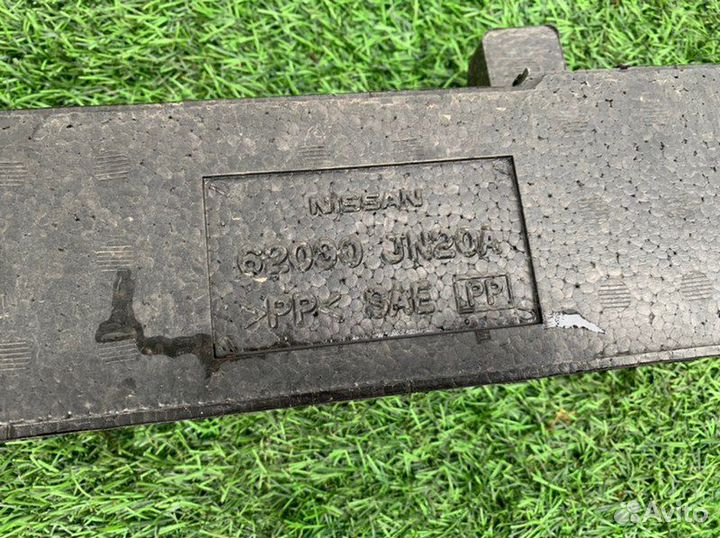 NISSAN
62090 JN20A
>PP< SAE PP
Avito